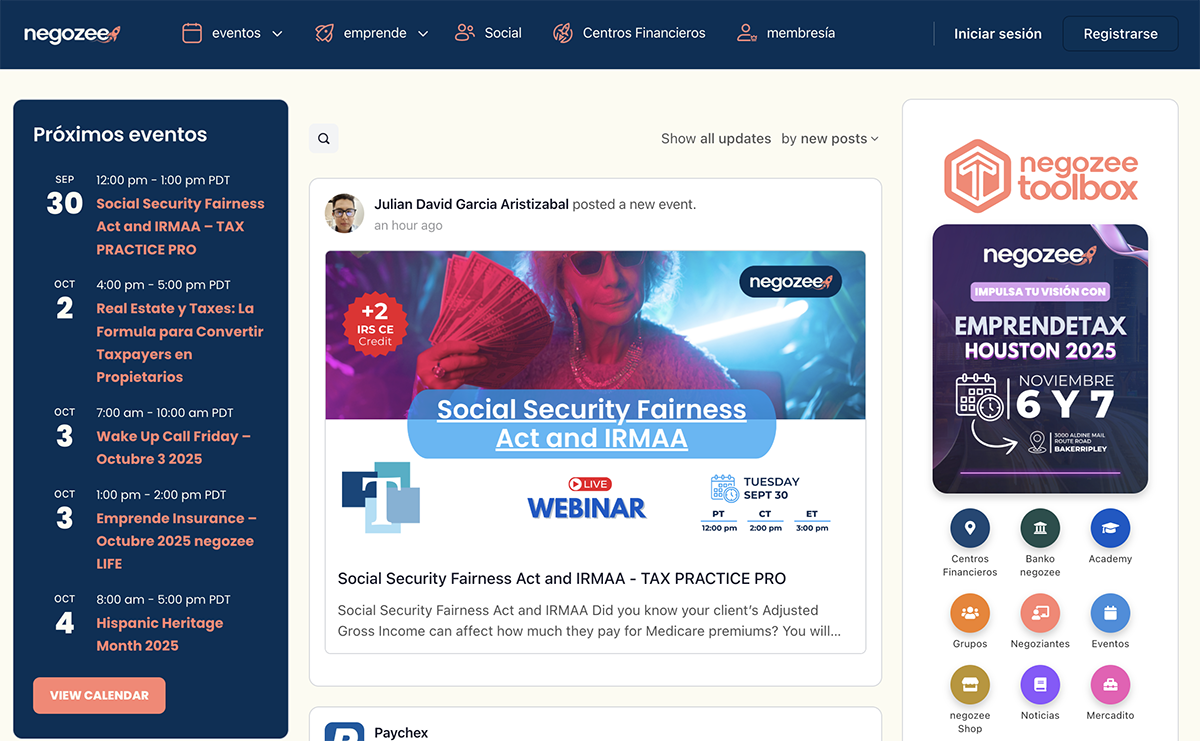 negozee
eventos
emprende
Social
Centros Financieros
membresía
Iniciar sesión
Registrarse
Próximos eventos
SEP
30
12:00 pm - 1:00 pm PDT
Social Security Fairness
Act and IRMAA – TAX
PRACTICE PRO
OCT
2
4:00 pm - 5:00 pm PDT
Real Estate y Taxes: La
Formula para Convertir
Taxpayers en
Propietarios
OCT
3
7:00 am - 10:00 am PDT
Wake Up Call Friday –
Octubre 3 2025
OCT
3
1:00 pm - 2:00 pm PDT
Emprende Insurance –
Octubre 2025 negozee
LIFE
OCT
4
8:00 am - 5:00 pm PDT
Hispanic Heritage
Month 2025
VIEW CALENDAR
Show all updates by new posts
Julian David Garcia Aristizabal posted a new event.
an hour ago
negozee
+2
IRS CE
Credit
Social Security Fairness
Act and IRMAA
T
LIVE
WEBINAR
TUESDAY
SEPT 30
PT CT ET
12:00 pm 2:00 pm 3:00 pm
Social Security Fairness Act and IRMAA - TAX PRACTICE PRO
Social Security Fairness Act and IRMAA Did you know your client's Adjusted
Gross Income can affect how much they pay for Medicare premiums? You will...
Paychex
negozee
toolbox
negozee
IMPULSA TU VISIÓN CON
EMPRENDETAX
HOUSTON 2025
NOVIEMBRE
6 Y 7
3000 ALDINE MAIL
ROUTE ROAD
BAKERRIPLEY
Centros
Financieros
Banko
negozee
Academy
Grupos
Negoziantes
Eventos
negozee
Shop
Noticias
Mercadito